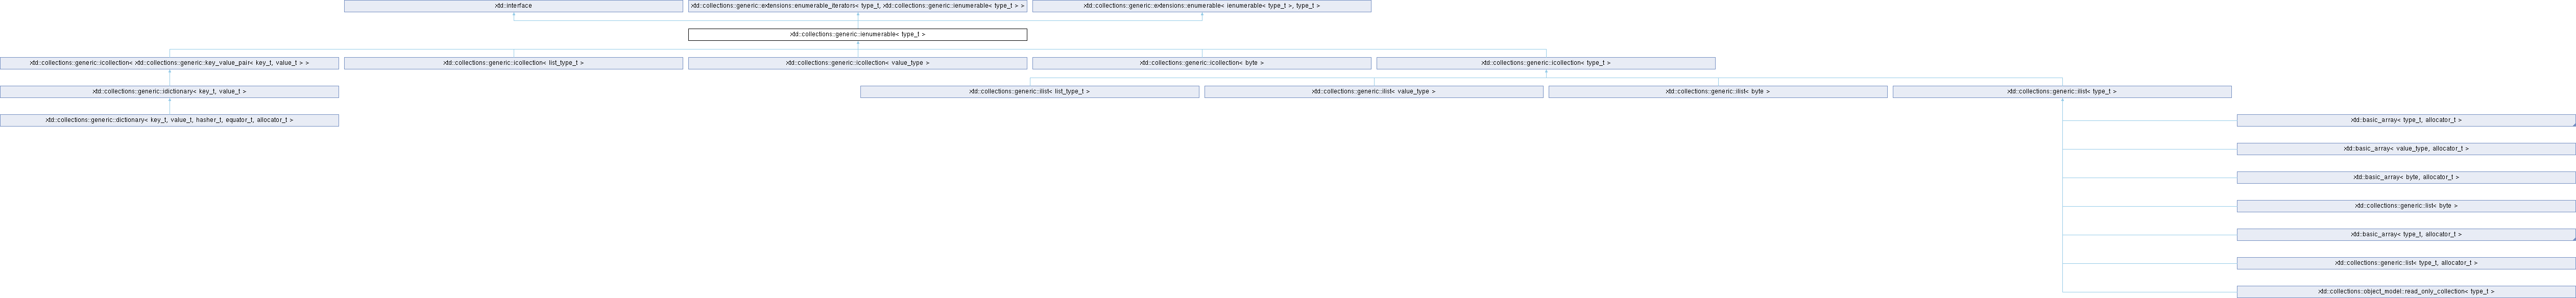 xtd::interface
xtd::collections::generic::extensions::enumerable_iterators< type_t, xtd::collections::generic::ienumerable< type_t > >
xtd::collections::generic::extensions::enumerable< ienumerable< type_t >, type_t >
xtd::collections::generic::ienumerable< type_t >
xtd::collections::generic::icollection< xtd::collections::generic::key_value_pair< key_t, value_t > >
xtd::collections::generic::icollection< list_type_t >
xtd::collections::generic::icollection< value_type >
xtd::collections::generic::icollection< byte >
xtd::collections::generic::icollection< type_t >
xtd::collections::generic::idictionary< key_t, value_t >
xtd::collections::generic::ilist< list_type_t >
xtd::collections::generic::ilist< value_type >
xtd::collections::generic::ilist< byte >
xtd::collections::generic::ilist< type_t >
xtd::collections::generic::dictionary< key_t, value_t, hasher_t, equator_t, allocator_t >
xtd::basic_array< type_t, allocator_t >
xtd::basic_array< value_type, allocator_t >
xtd::basic_array< byte, allocator_t >
xtd::collections::generic::list< byte >
xtd::basic_array< type_t, allocator_t >
xtd::collections::generic::list< type_t, allocator_t >
xtd::collections::object_model::read_only_collection< type_t >